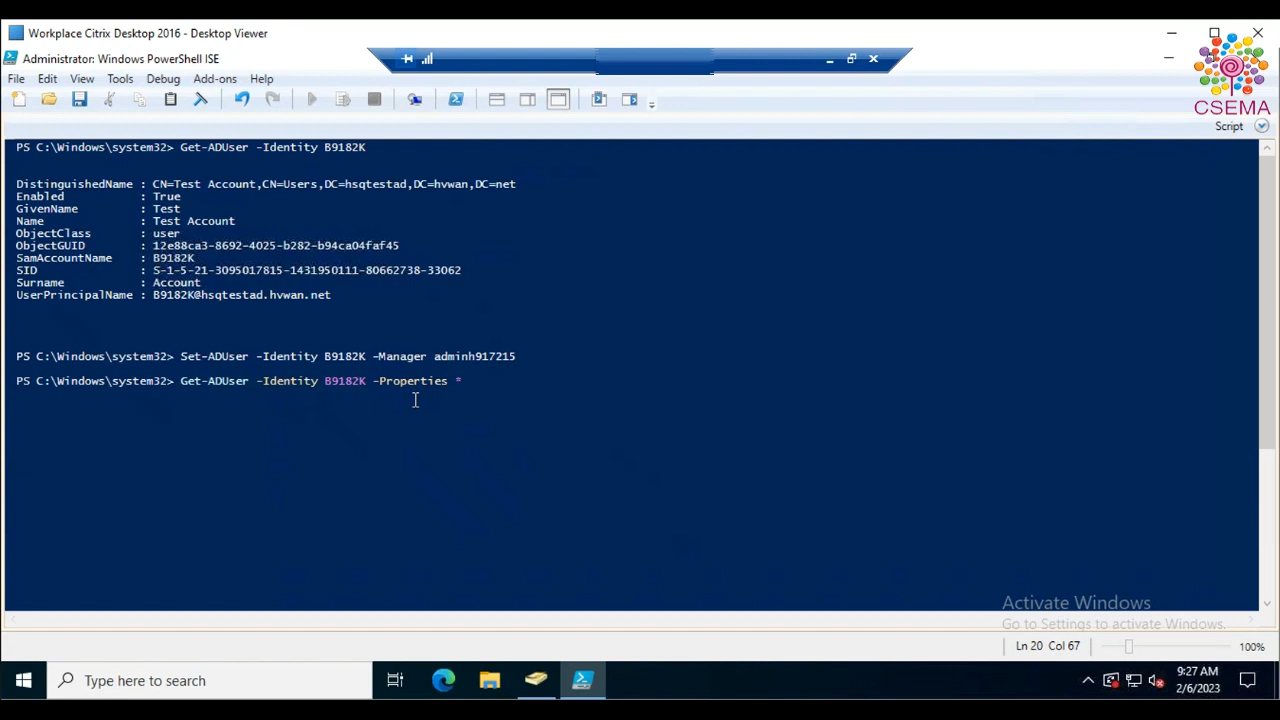 Workplace Citrix Desktop 2016 - Desktop Viewer
Administrator: Windows PowerShell ISE
File Edit View Tools Debug Add-ons Help
CSEMA
Script
PS C:\Windows\system32> Get-ADUser -Identity B9182K
DistinguishedName : CN=Test Account,CN=Users,DC=hsqtestad,DC=hvwan,DC=net
Enabled : True
GivenName : Test
Name : Test Account
ObjectClass : user
ObjectGUID : 12e88ca3-8692-4025-b282-b94ca04faf45
SamAccountName : B9182K
SID : S-1-5-21-3095017815-1431950111-80662738-33062
Surname : Account
UserPrincipalName : B9182K@hsqtestad.hvwan.net
PS C:\Windows\system32> Set-ADUser -Identity B9182K -Manager adminh917215
PS C:\Windows\system32> Get-ADUser -Identity B9182K -Properties *
Activate Windows
Go to Settings to activate Windows.
Ln 20 Col 67 100%
Type here to search
9:27 AM
2/6/2023